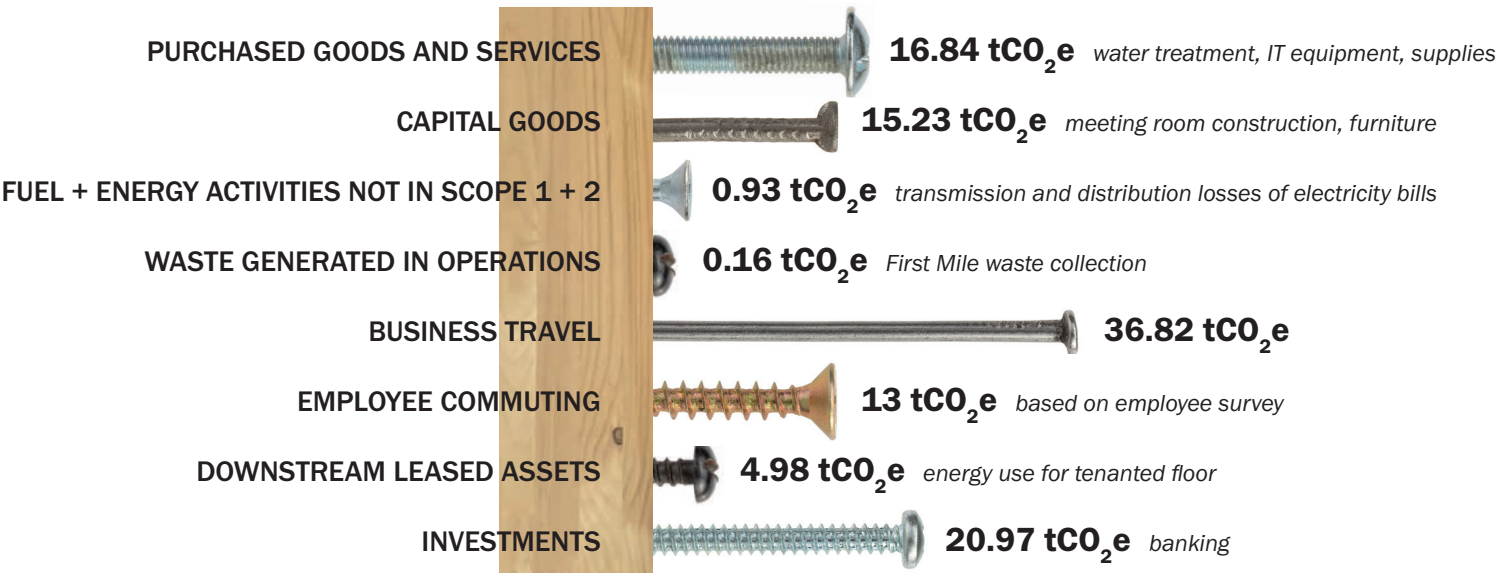 PURCHASED GOODS AND SERVICES 16.84 tCO₂e water treatment, IT equipment, supplies
CAPITAL GOODS 15.23 tCO₂e meeting room construction, furniture
FUEL + ENERGY ACTIVITIES NOT IN SCOPE 1 + 2 0.93 tCO₂e transmission and distribution losses of electricity bills
WASTE GENERATED IN OPERATIONS 0.16 tCO₂e First Mile waste collection
BUSINESS TRAVEL 36.82 tCO₂e
EMPLOYEE COMMUTING 13 tCO₂e based on employee survey
DOWNSTREAM LEASED ASSETS 4.98 tCO₂e energy use for tenanted floor
INVESTMENTS 20.97 tCO₂e banking